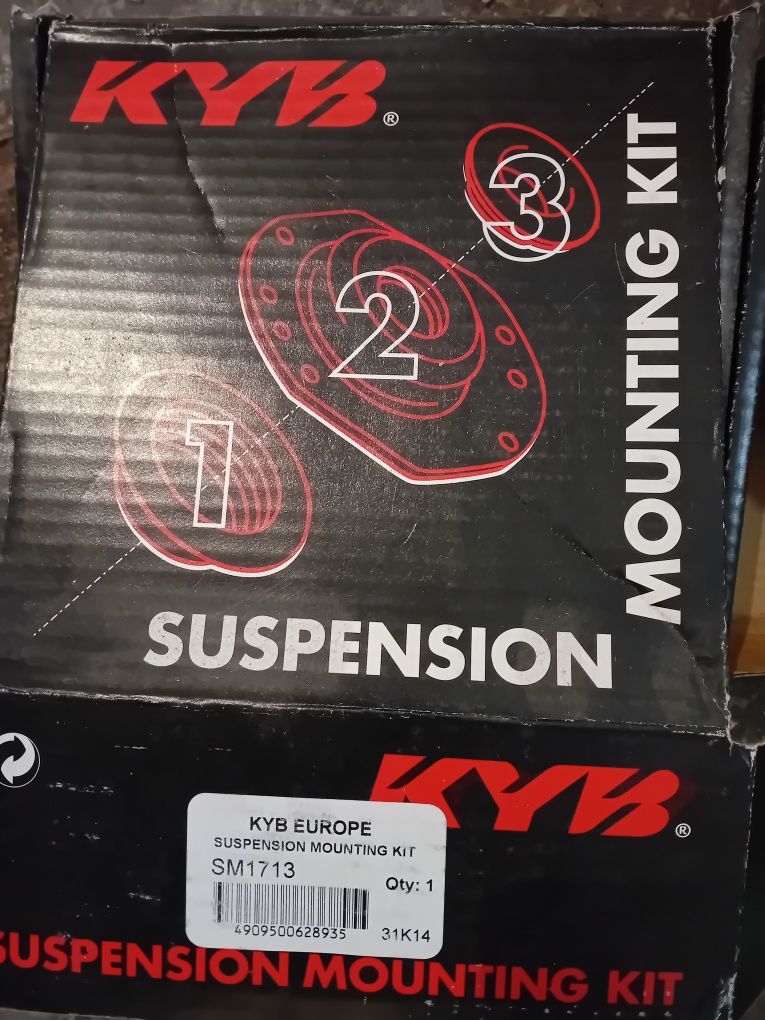 KYB®
3
2
1
MOUNTING KIT
SUSPENSION
KYB®
KYB EUROPE
SUSPENSION MOUNTING KIT
SM1713
Qty: 1
4909500628935
31K14
SUSPENSION MOUNTING KIT